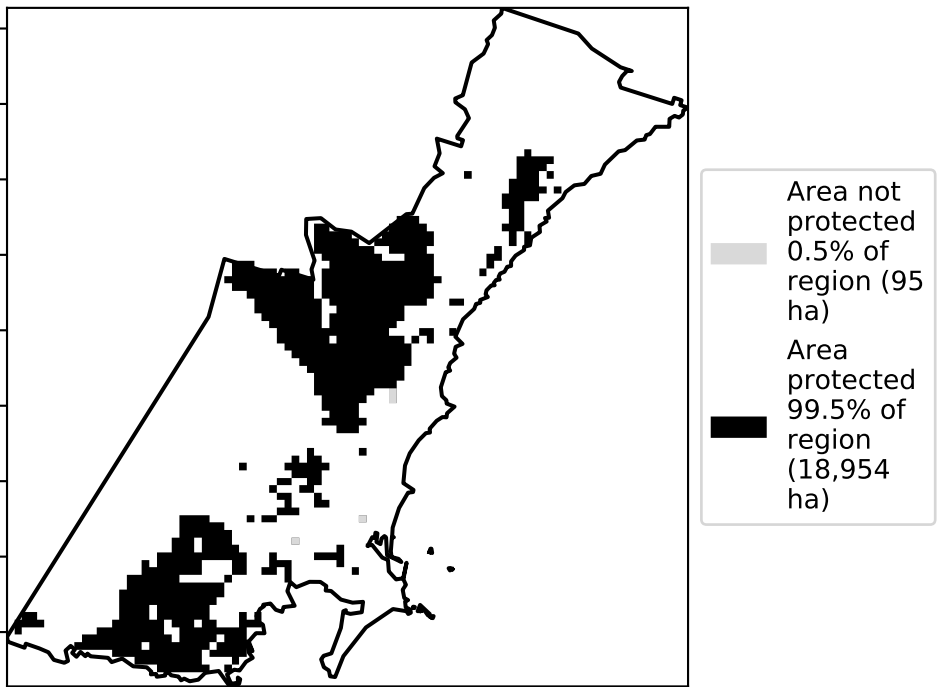 Area not
protected
0.5% of
region (95
ha)
Area
protected
99.5% of
region
(18,954
ha)